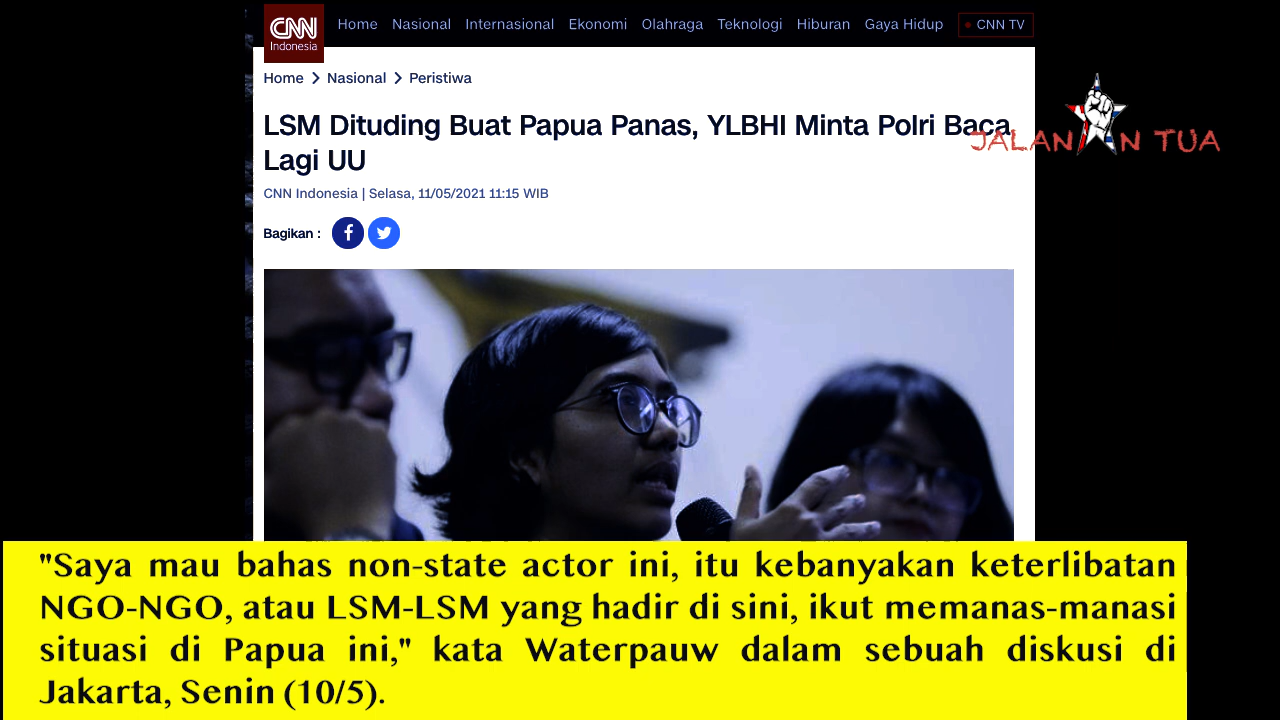 CNN
Indonesia
Home Nasional Internasional Ekonomi Olahraga Teknologi Hiburan Gaya Hidup CNN TV
Home > Nasional > Peristiwa
LSM Dituding Buat Papua Panas, YLBHI Minta Polri Baca
Lagi UU
JALANAN TUA
CNN Indonesia | Selasa, 11/05/2021 11:15 WIB
Bagikan :
"Saya mau bahas non-state actor ini, itu kebanyakan keterlibatan
NGO-NGO, atau LSM-LSM yang hadir di sini, ikut memanas-manasi
situasi di Papua ini," kata Waterpauw dalam sebuah diskusi di
Jakarta, Senin (10/5).